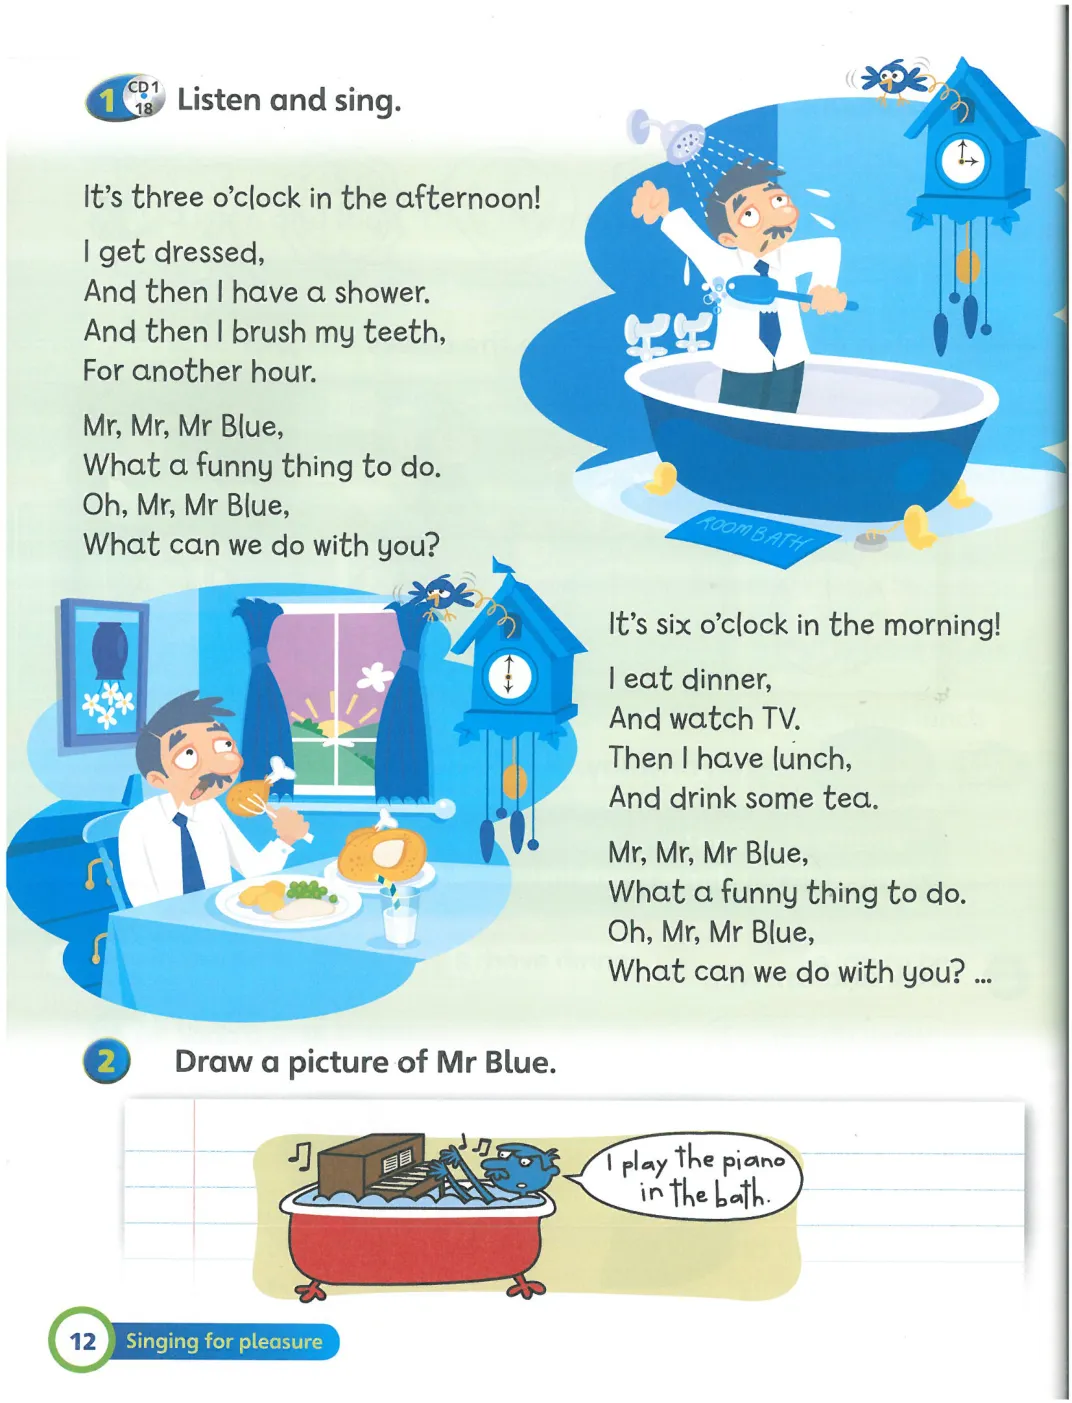 1 CD1 18 Listen and sing.
It's three o'clock in the afternoon!
I get dressed,
And then I have a shower.
And then I brush my teeth,
For another hour.
Mr, Mr, Mr Blue,
What a funny thing to do.
Oh, Mr, Mr Blue,
What can we do with you?
ROOMBATH
It's six o'clock in the morning!
I eat dinner,
And watch TV.
Then I have lunch,
And drink some tea.
Mr, Mr, Mr Blue,
What a funny thing to do.
Oh, Mr, Mr Blue,
What can we do with you? ...
2 Draw a picture of Mr Blue.
I play the piano
in the bath.
12 Singing for pleasure